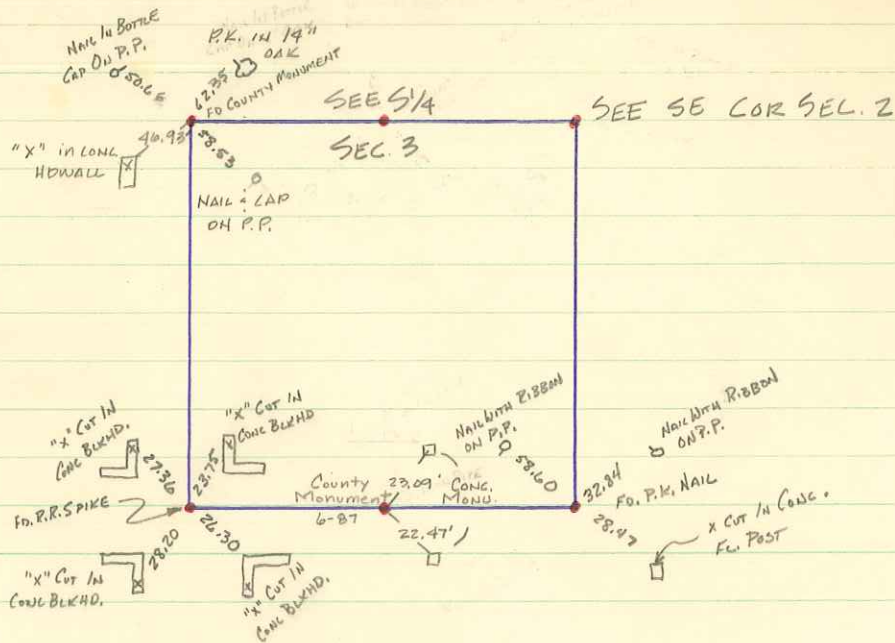 NAIL IN BOTTLE
CAP ON P.P.
50.65
P.K. IN 14"
OAK
62.35
FD COUNTY MONUMENT
SEE S1/4
SEC. 3
SEE SE COR SEC. 2
46.93
"X" in CONC
HDWALL
58.53
NAIL & CAP
ON P.P.
"X" CUT IN
CONC BLKHD.
27.36
"X" CUT IN
CONC BLKHD
23.75
NAIL WITH RIBBON
ON P.P.
58.60
NAIL WITH RIBBON
ON P.P.
32.84
County
Monument
6-87
23.09'
CONC.
MONU.
FD. P.K. NAIL
FD. R.R. SPIKE
28.20
26.30
22.47'
28.47
X CUT IN CONC.
FL. POST
"X" CUT IN
CONC BLKHD.
"X" CUT IN
CONC BLKHD.